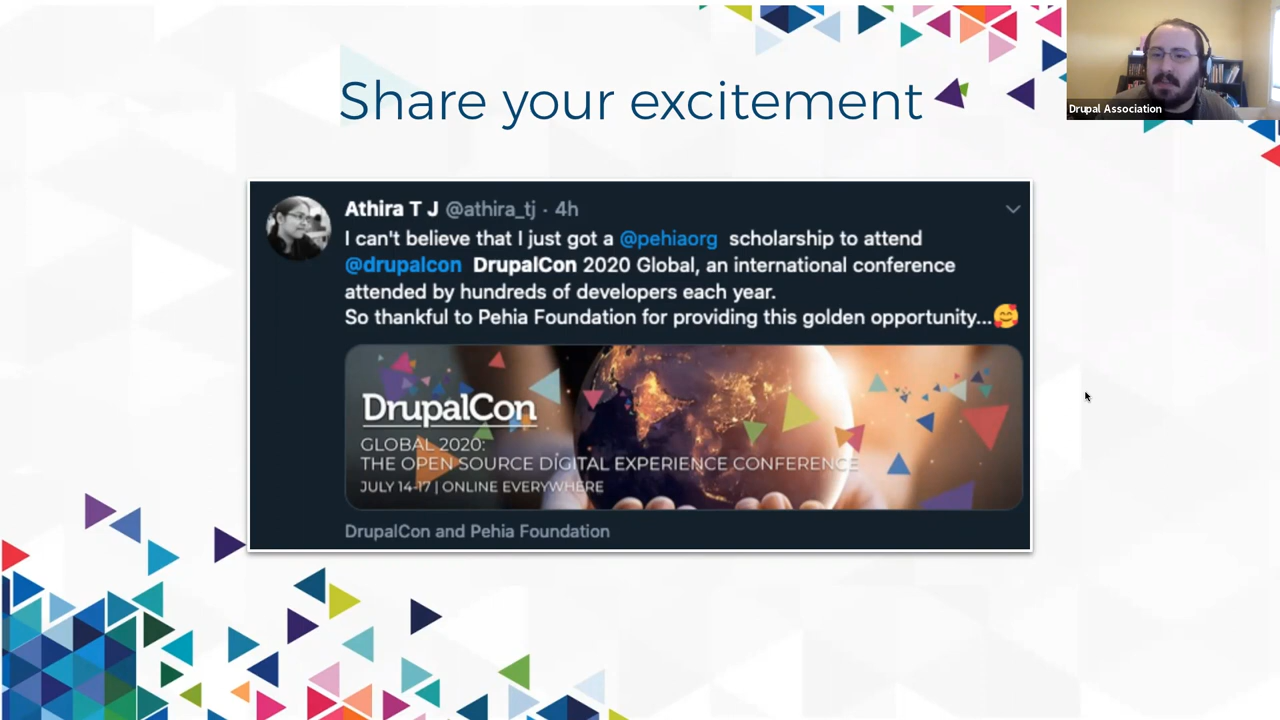 Share your excitement
Drupal Association
Athira T J @athira_tj · 4h
I can't believe that I just got a @pehiaorg scholarship to attend
@drupalcon DrupalCon 2020 Global, an international conference
attended by hundreds of developers each year.
So thankful to Pehia Foundation for providing this golden opportunity...🥰
DrupalCon
GLOBAL 2020:
THE OPEN SOURCE DIGITAL EXPERIENCE CONFERENCE
JULY 14-17 | ONLINE EVERYWHERE
DrupalCon and Pehia Foundation